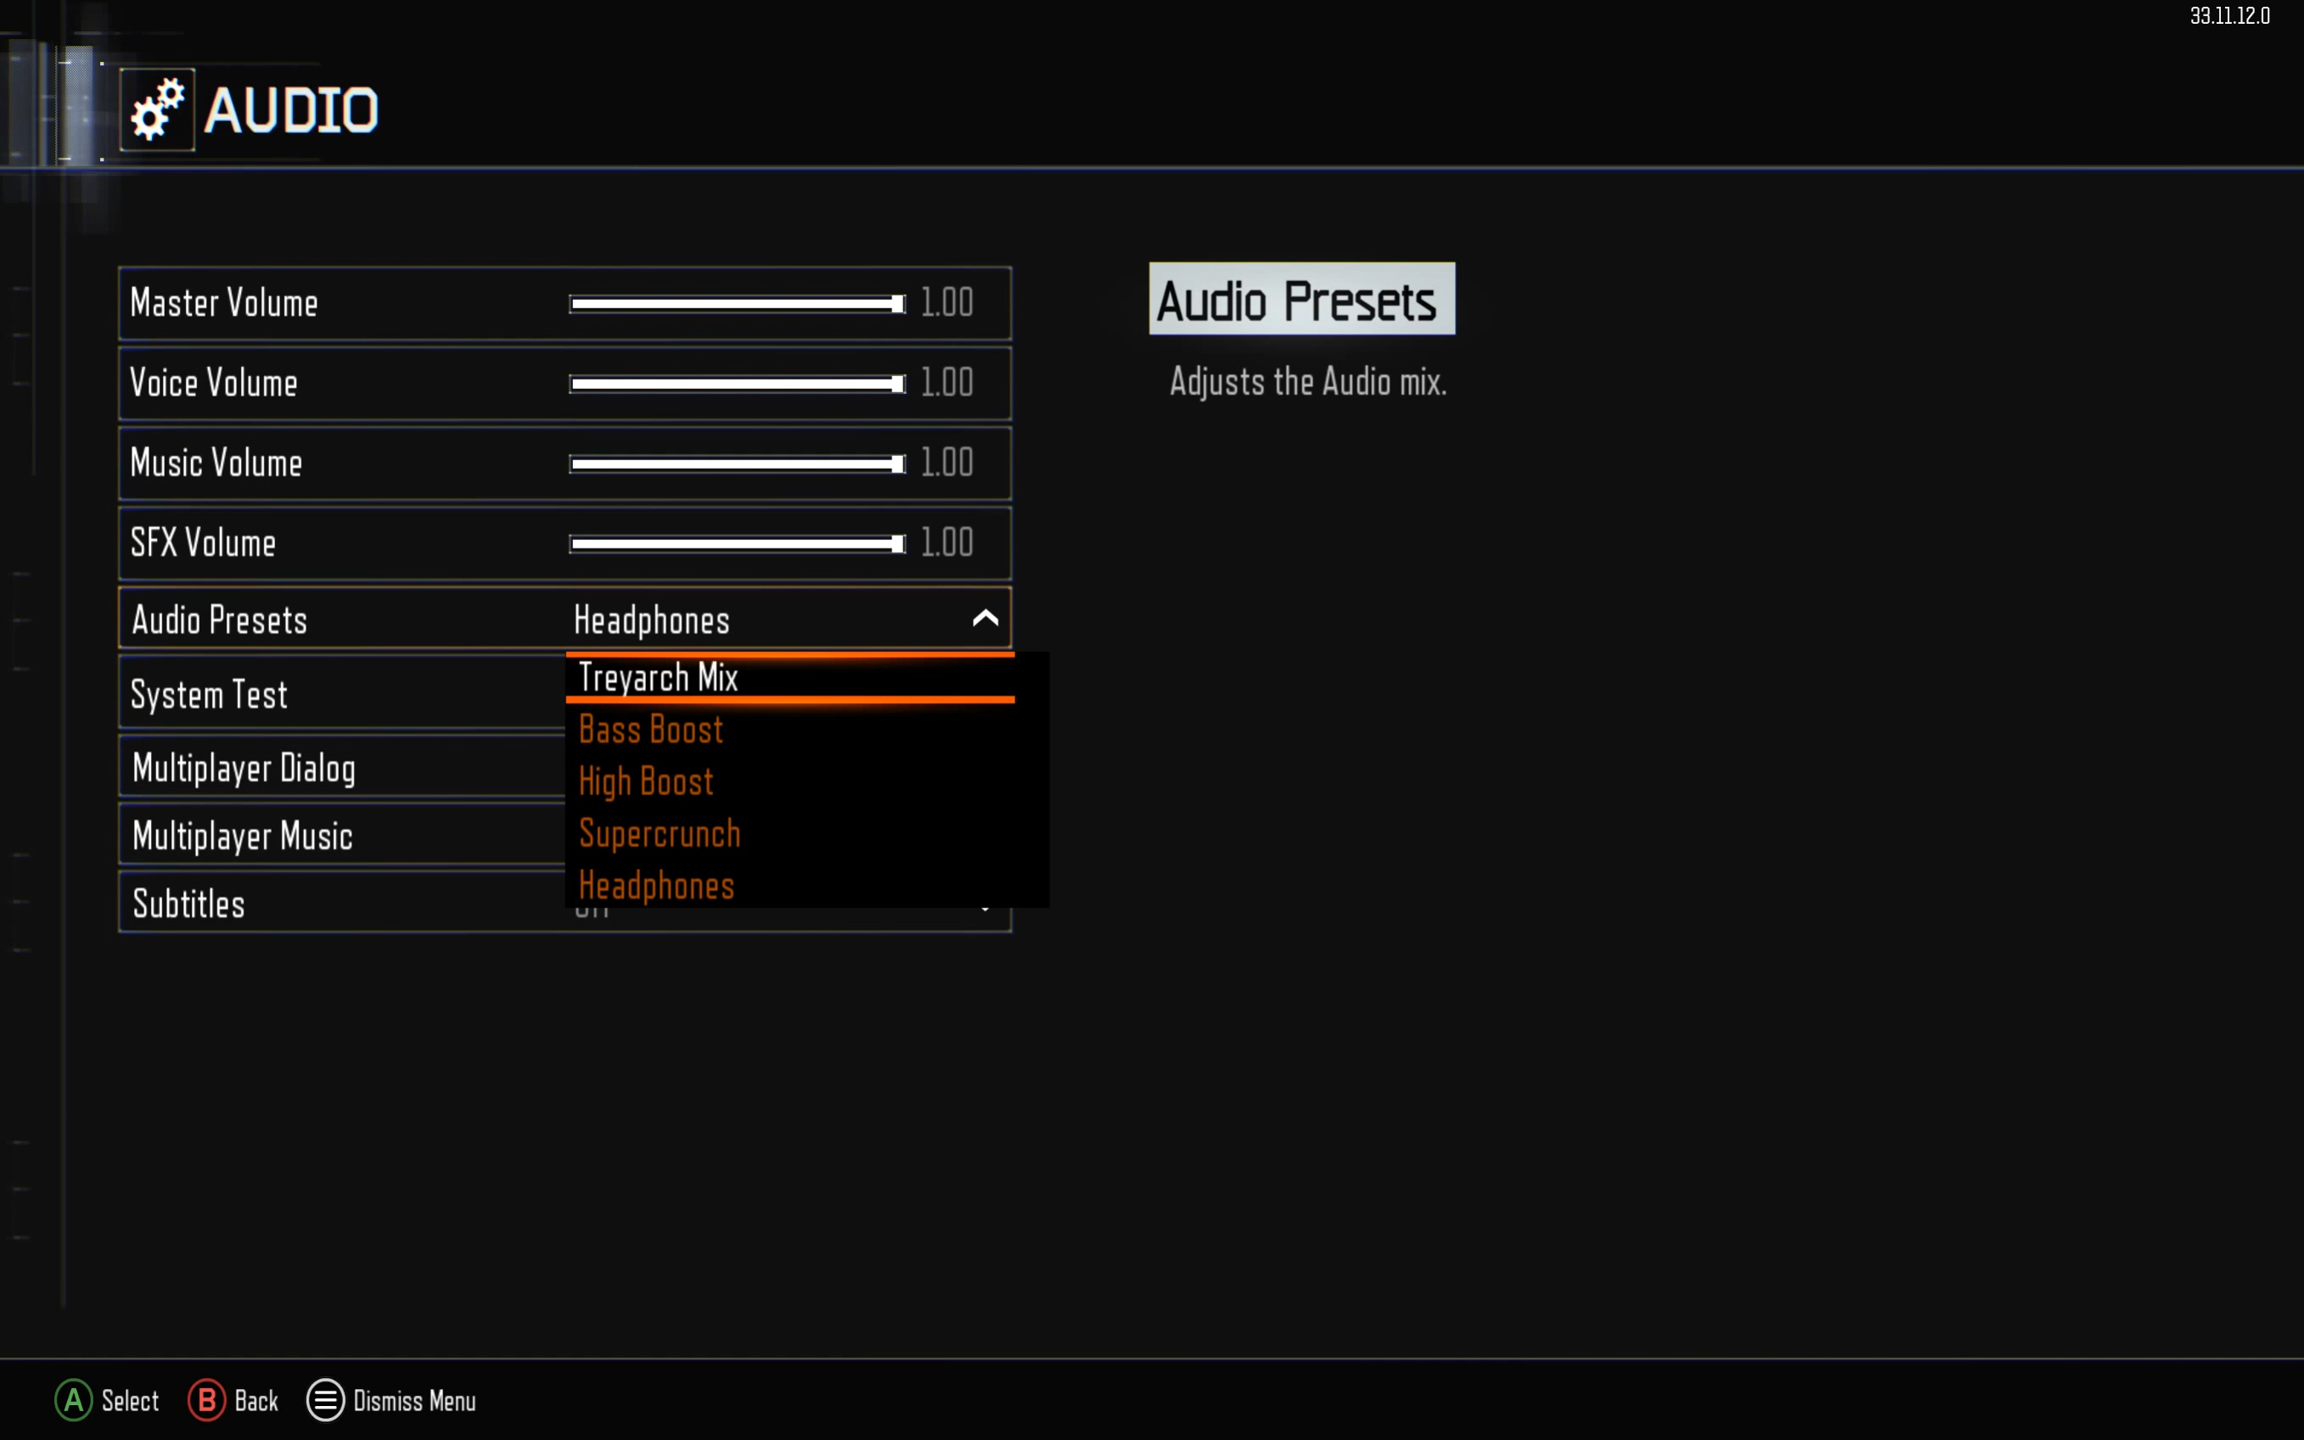 33.11.12.0
AUDIO
Master Volume 1.00
Audio Presets
Voice Volume 1.00
Adjusts the Audio mix.
Music Volume 1.00
SFX Volume 1.00
Audio Presets Headphones
Treyarch Mix
System Test
Bass Boost
Multiplayer Dialog
High Boost
Multiplayer Music
Supercrunch
Headphones
Subtitles
A Select B Back Dismiss Menu